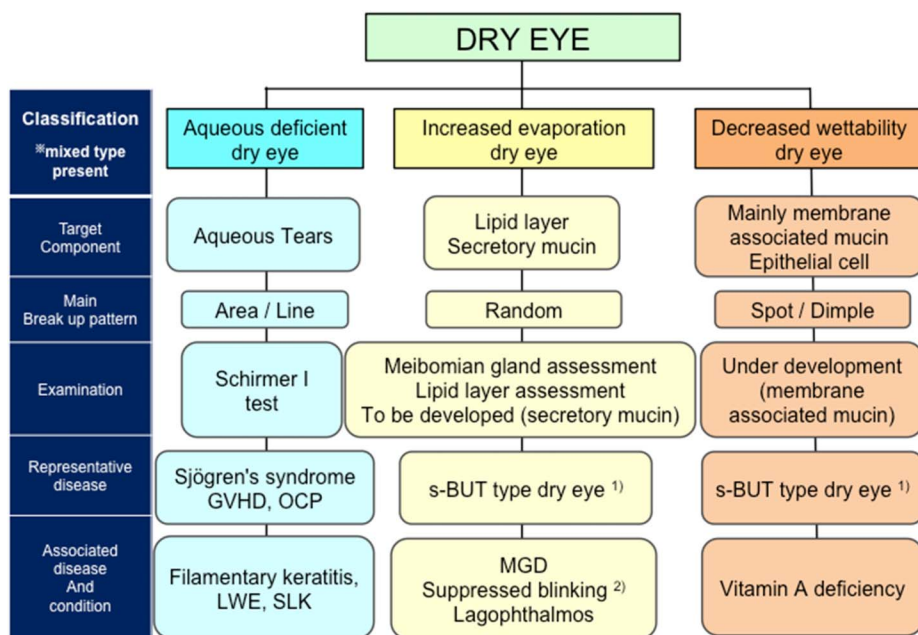 DRY EYE
Classification
※mixed type
present
Aqueous deficient
dry eye
Increased evaporation
dry eye
Decreased wettability
dry eye
Target
Component
Aqueous Tears
Lipid layer
Secretory mucin
Mainly membrane
associated mucin
Epithelial cell
Main
Break up pattern
Area / Line
Random
Spot / Dimple
Examination
Schirmer I
test
Meibomian gland assessment
Lipid layer assessment
To be developed (secretory mucin)
Under development
(membrane
associated mucin)
Representative
disease
Sjögren's syndrome
GVHD, OCP
s-BUT type dry eye 1)
s-BUT type dry eye 1)
Associated
disease
And
condition
Filamentary keratitis,
LWE, SLK
MGD
Suppressed blinking 2)
Lagophthalmos
Vitamin A deficiency